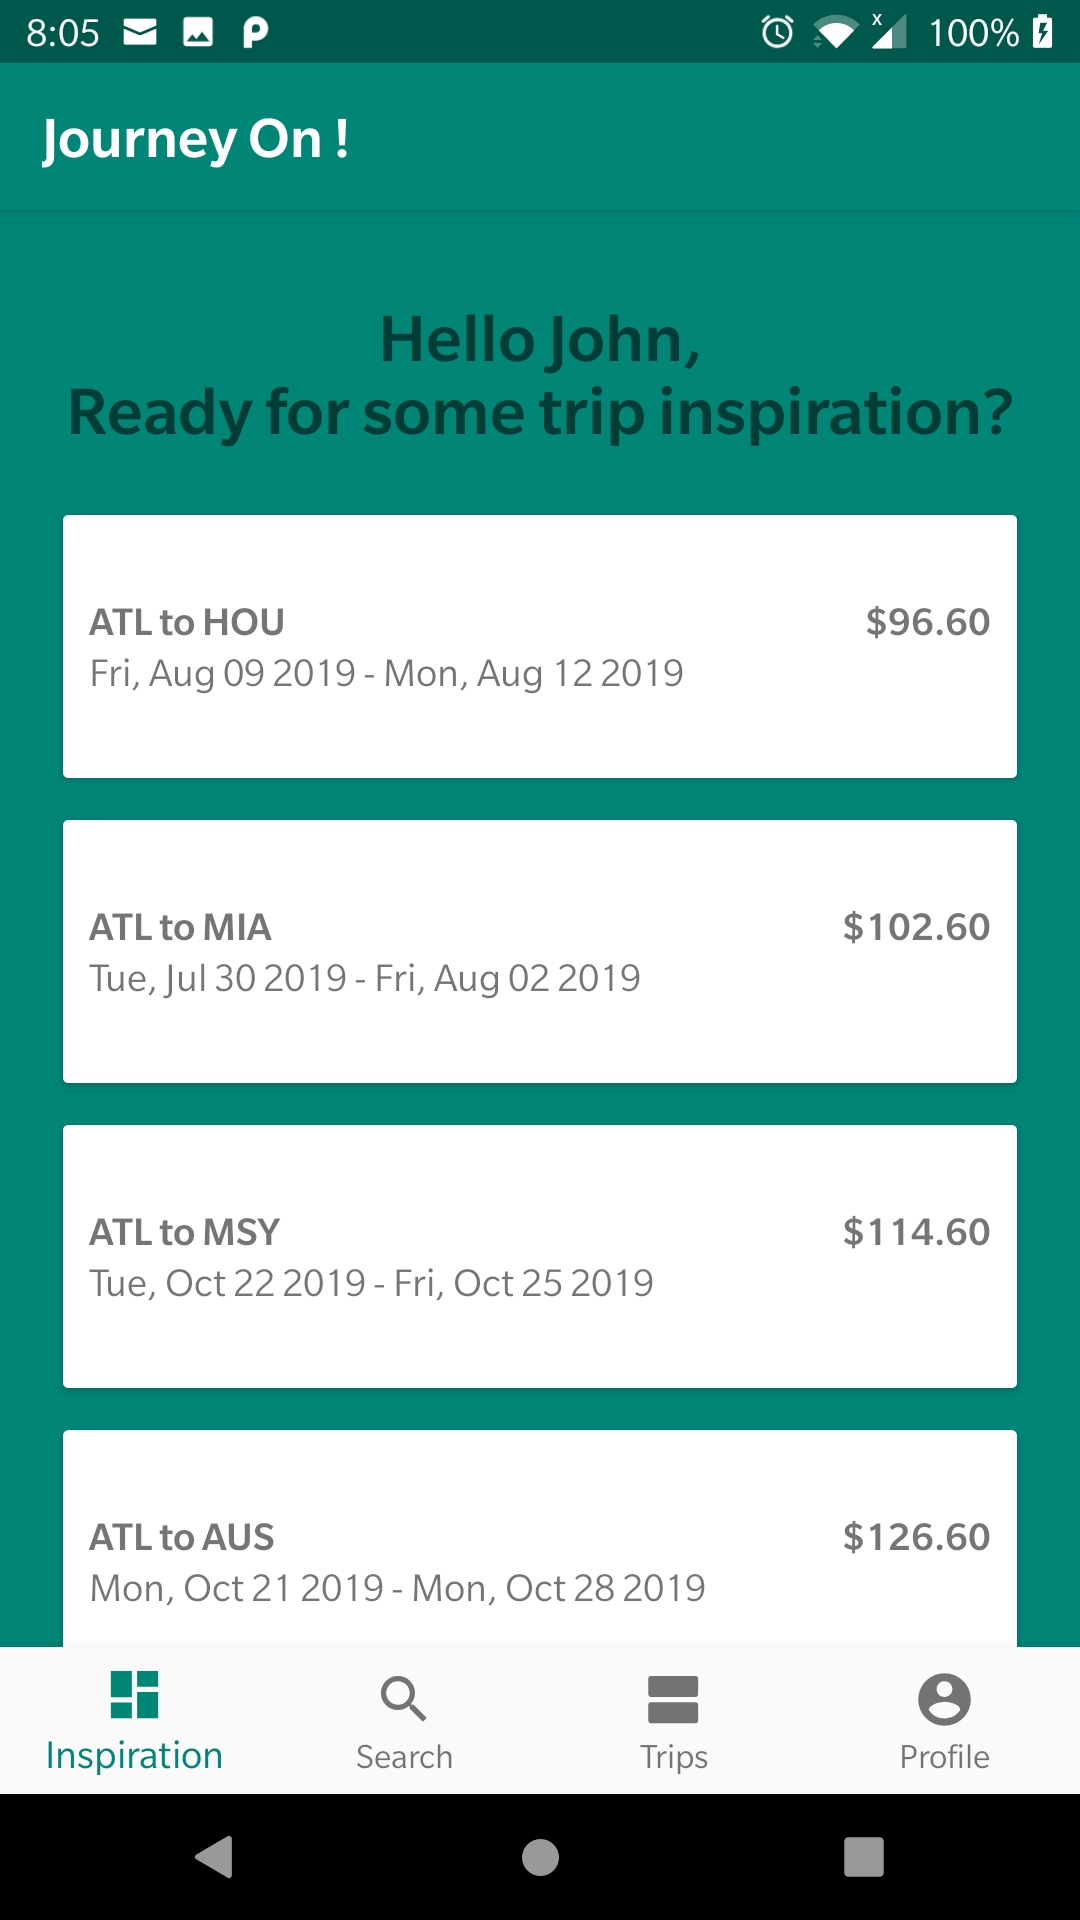 8:05 100%
Journey On !
Hello John,
Ready for some trip inspiration?
ATL to HOU $96.60
Fri, Aug 09 2019 - Mon, Aug 12 2019
ATL to MIA $102.60
Tue, Jul 30 2019 - Fri, Aug 02 2019
ATL to MSY $114.60
Tue, Oct 22 2019 - Fri, Oct 25 2019
ATL to AUS $126.60
Mon, Oct 21 2019 - Mon, Oct 28 2019
Inspiration Search Trips Profile